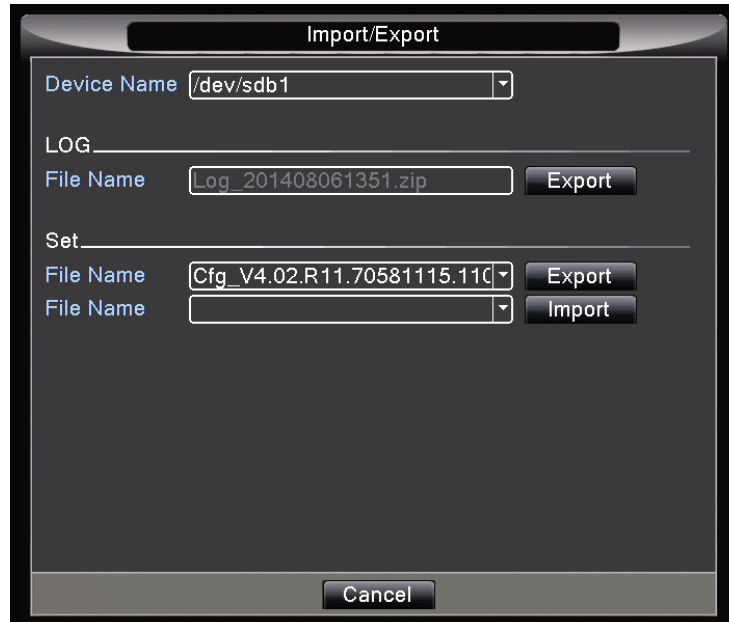 Import/Export
Device Name /dev/sdb1
LOG
File Name Log_201408061351.zip Export
Set
File Name Cfg_V4.02.R11.70581115.110 Export
File Name Import
Cancel